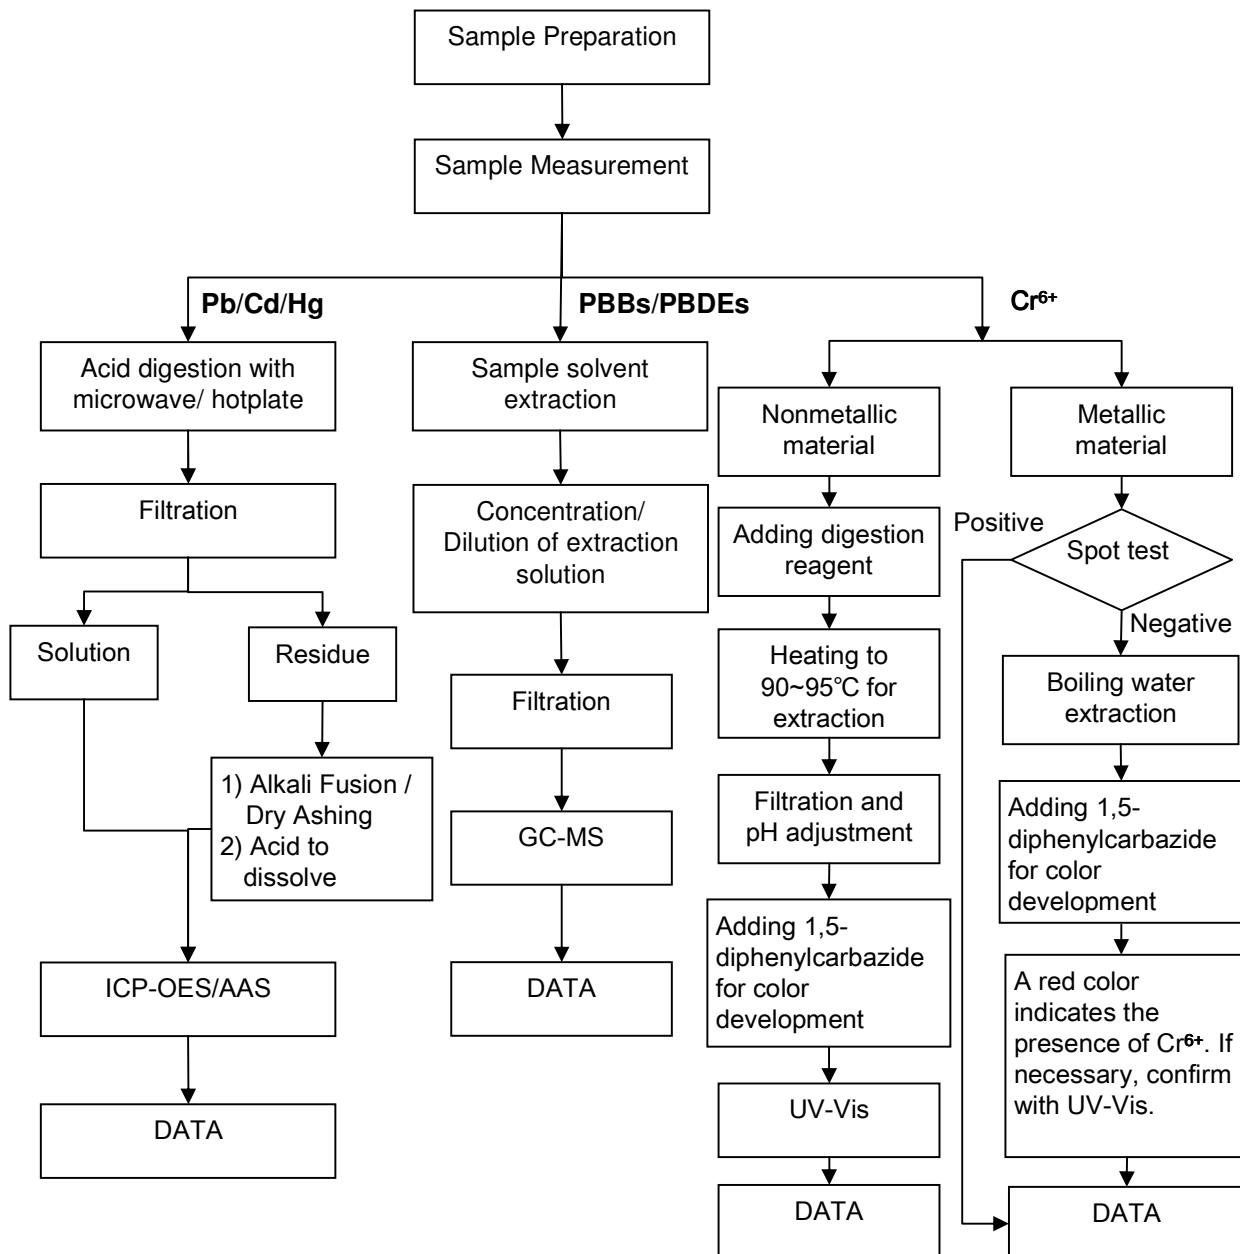 Sample Preparation
Sample Measurement
Pb/Cd/Hg
PBBs/PBDEs
Cr⁶⁺
Acid digestion with
microwave/ hotplate
Filtration
Solution
Residue
1) Alkali Fusion /
Dry Ashing
2) Acid to
dissolve
ICP-OES/AAS
DATA
Sample solvent
extraction
Concentration/
Dilution of extraction
solution
Filtration
GC-MS
DATA
Nonmetallic
material
Adding digestion
reagent
Heating to
90~95℃ for
extraction
Filtration and
pH adjustment
Adding 1,5-
diphenylcarbazide
for color
development
UV-Vis
DATA
Metallic
material
Positive
Spot test
Negative
Boiling water
extraction
Adding 1,5-
diphenylcarbazide
for color
development
A red color
indicates the
presence of Cr⁶⁺. If
necessary, confirm
with UV-Vis.
DATA